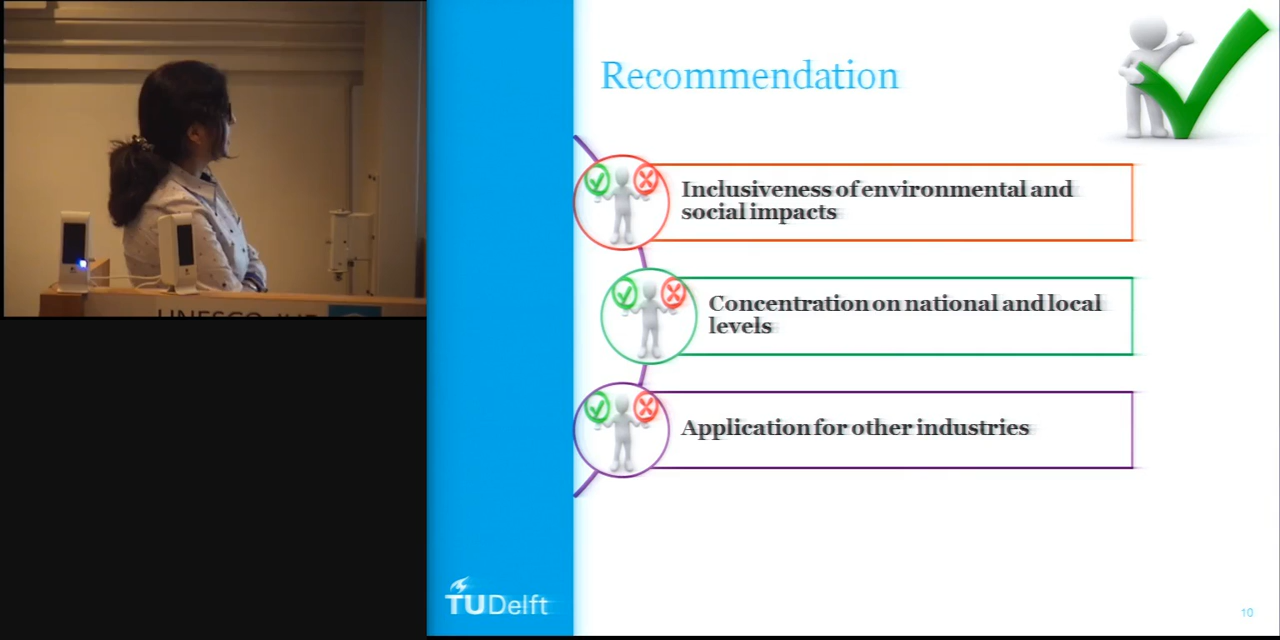 Recommendation
Inclusiveness of environmental and
social impacts
Concentration on national and local
levels
Application for other industries
TUDelft
10
UNESCO